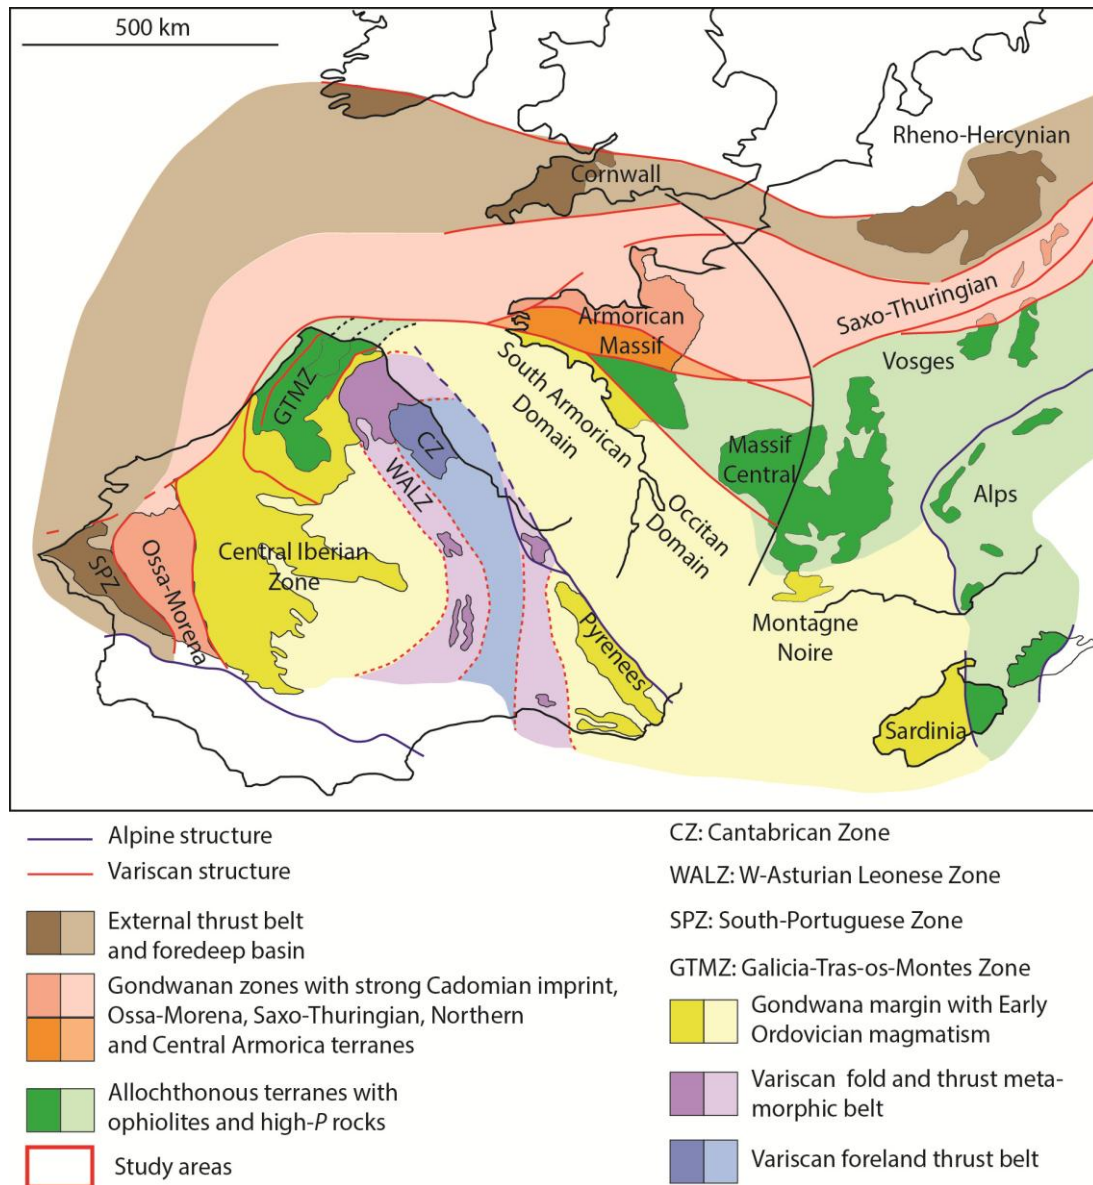 500 km
Rheno-Hercynian
Cornwall
Saxo-Thuringian
Armorican
Massif
Vosges
GTMZ
South Armorican
Domain
CZ
Massif
Central
WALZ
Alps
Occitan
Domain
Central Iberian
Zone
SPZ
Ossa-Morena
Pyrenees
Montagne
Noire
Sardinia
Alpine structure
Variscan structure
External thrust belt
and foredeep basin
Gondwanan zones with strong Cadomian imprint,
Ossa-Morena, Saxo-Thuringian, Northern
and Central Armorica terranes
Allochthonous terranes with
ophiolites and high-P rocks
Study areas
CZ: Cantabrican Zone
WALZ: W-Asturian Leonese Zone
SPZ: South-Portuguese Zone
GTMZ: Galicia-Tras-os-Montes Zone
Gondwana margin with Early
Ordovician magmatism
Variscan fold and thrust meta-
morphic belt
Variscan foreland thrust belt